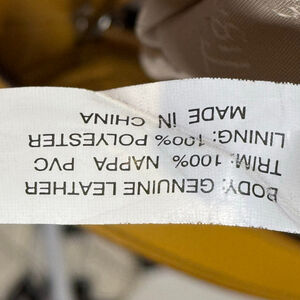 BODY: GENUINE LEATHER
TRIM: 100% NAPPA PVC
LINING: 100% POLYESTER
MADE IN CHINA